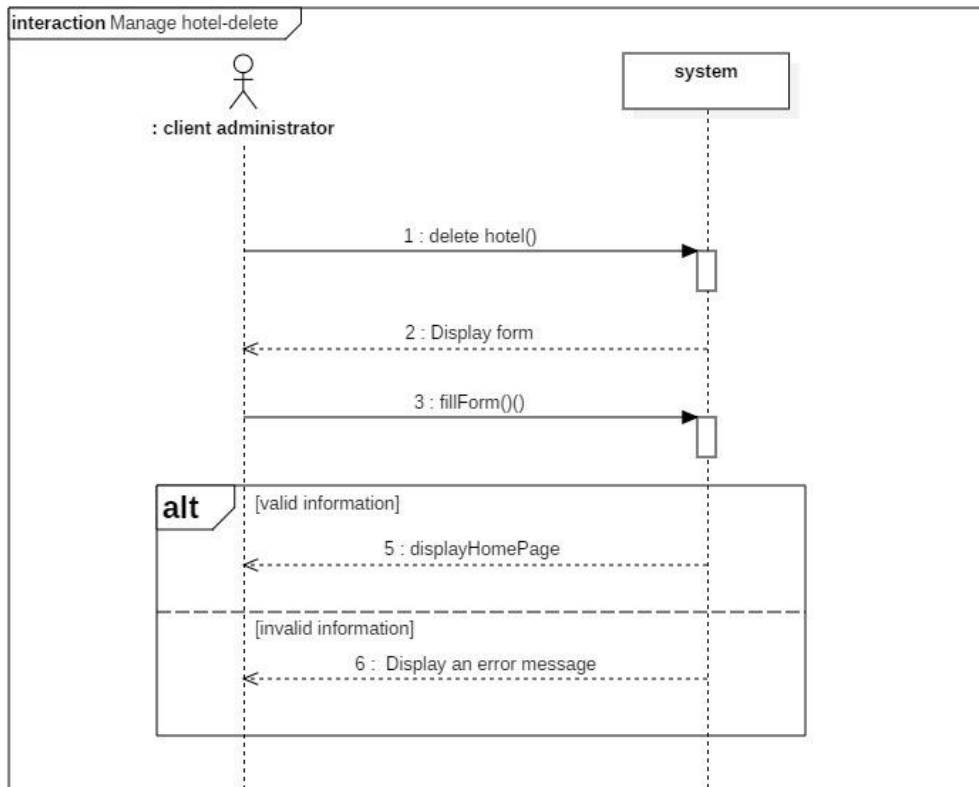 interaction Manage hotel-delete
system
: client administrator
1 : delete hotel()
2 : Display form
3 : fillForm()()
alt
[valid information]
5 : displayHomePage
[invalid information]
6 : Display an error message